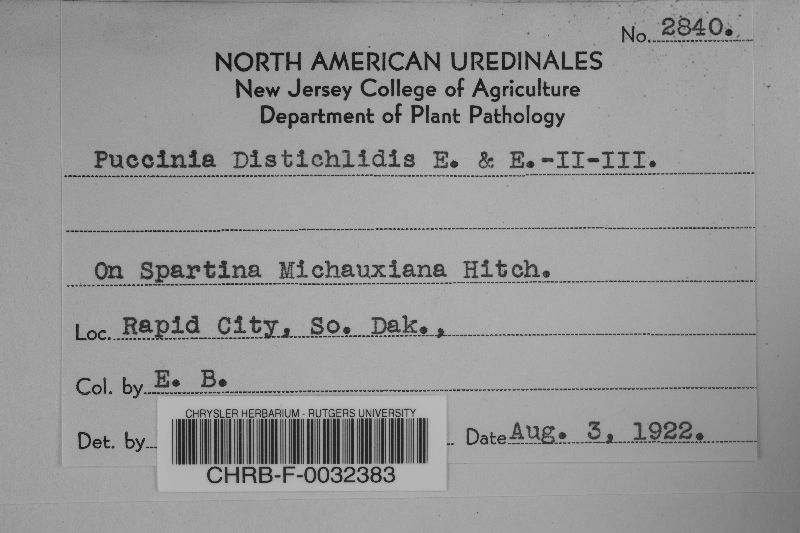 No. 2840.
NORTH AMERICAN UREDINALES
New Jersey College of Agriculture
Department of Plant Pathology
Puccinia Distichlidis E. & E.-II-III.
On Spartina Michauxiana Hitch.
Loc. Rapid City, So. Dak.,
Col. by E. B.
Det. by
Date Aug. 3, 1922.
CHRYSLER HERBARIUM - RUTGERS UNIVERSITY
CHRB-F-0032383